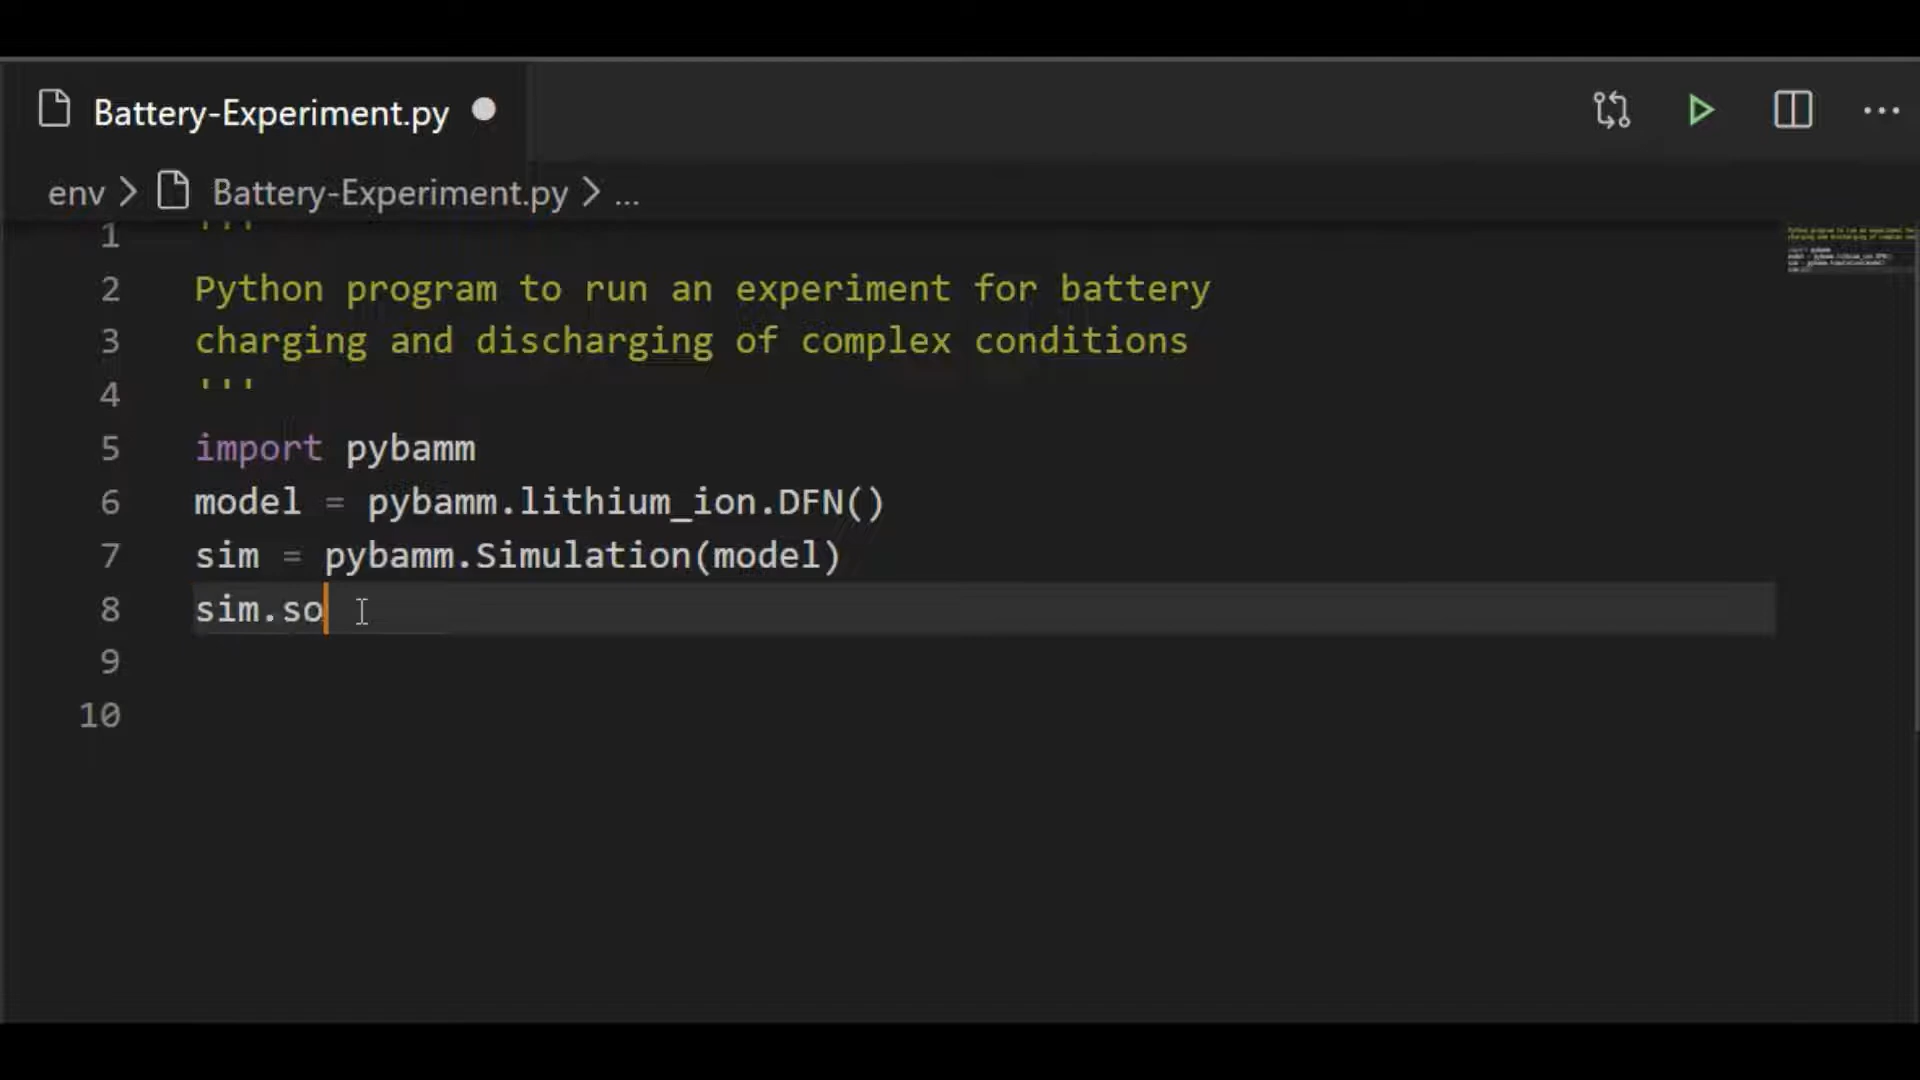 Battery-Experiment.py
env > Battery-Experiment.py > ...
1 '''
2 Python program to run an experiment for battery
3 charging and discharging of complex conditions
4 '''
5 import pybamm
6 model = pybamm.lithium_ion.DFN()
7 sim = pybamm.Simulation(model)
8 sim.so
9
10